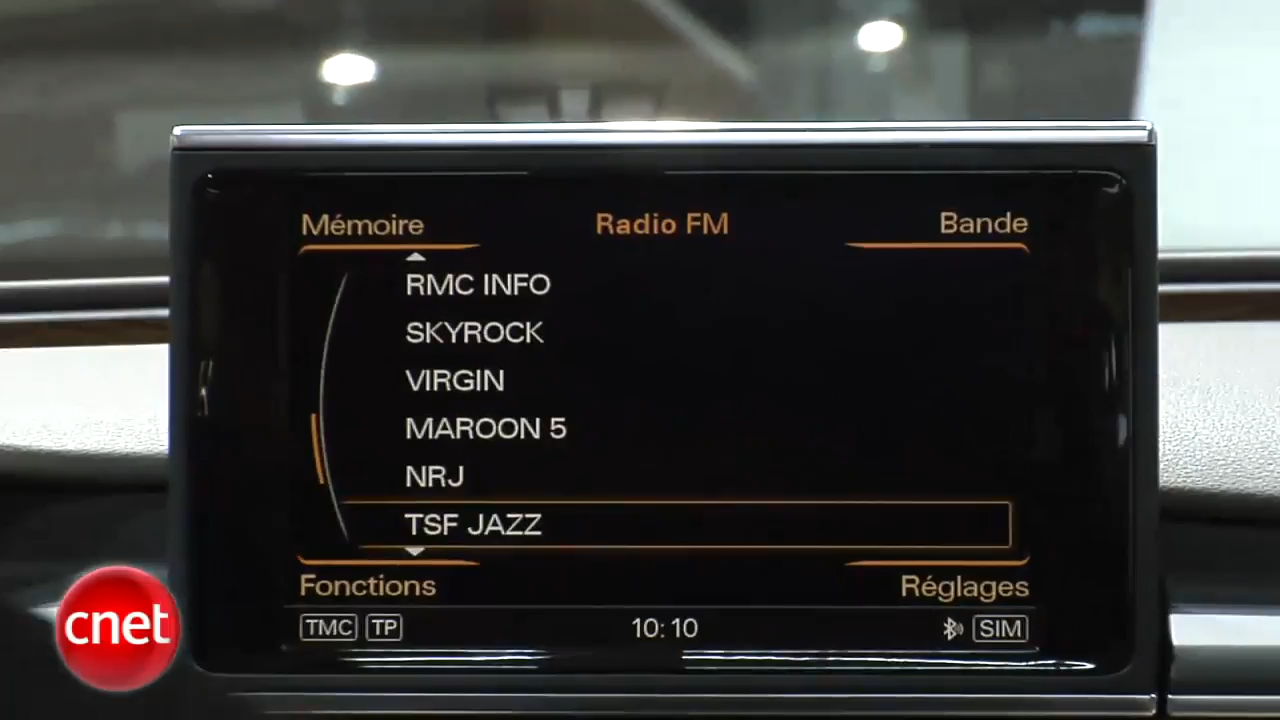 Mémoire
Radio FM
Bande
RMC INFO
SKYROCK
VIRGIN
MAROON 5
NRJ
TSF JAZZ
Fonctions
Réglages
TMC TP
10:10
SIM
cnet